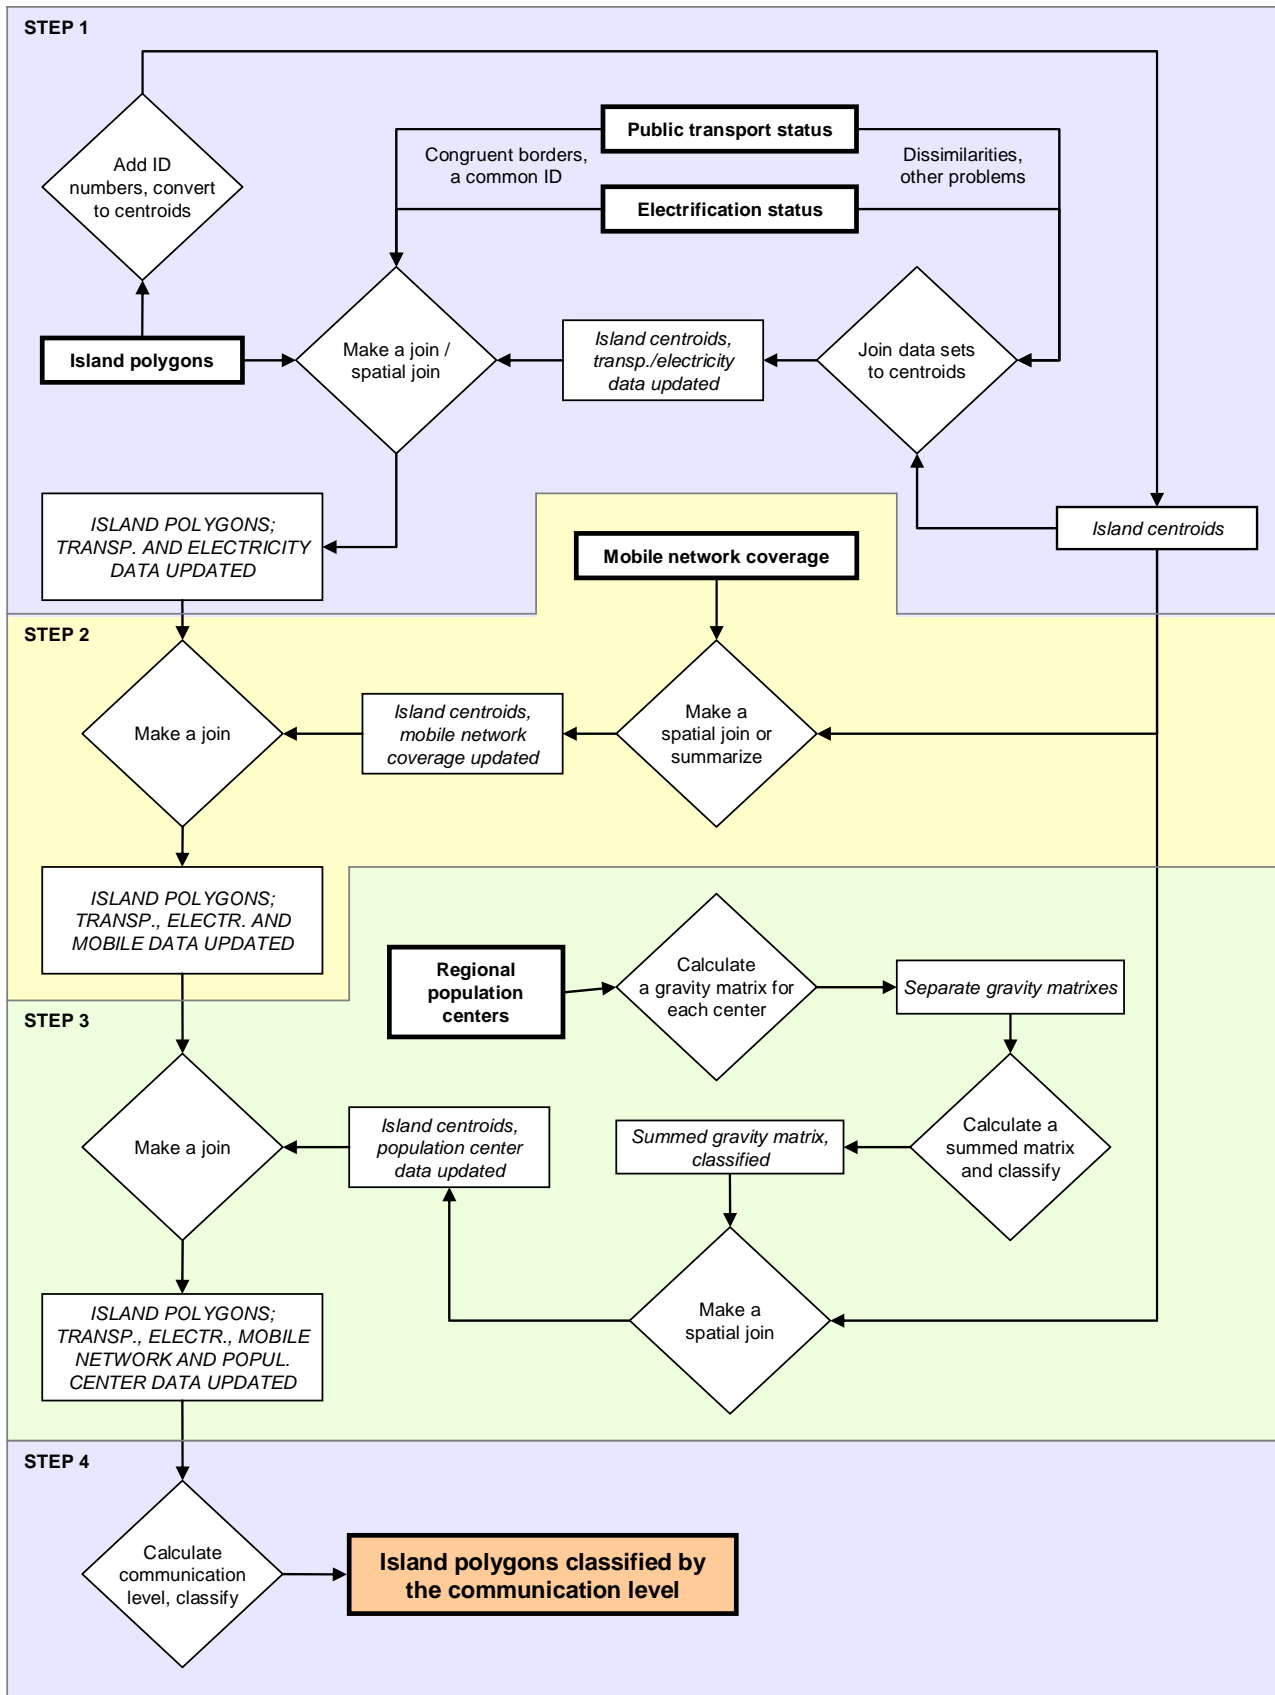 STEP 1
Public transport status
Congruent borders,
a common ID
Dissimilarities,
other problems
Add ID
numbers, convert
to centroids
Electrification status
Island polygons
Make a join /
spatial join
Island centroids,
transp./electricity
data updated
Join data sets
to centroids
ISLAND POLYGONS;
TRANSP. AND ELECTRICITY
DATA UPDATED
Mobile network coverage
Island centroids
STEP 2
Make a join
Island centroids,
mobile network
coverage updated
Make a
spatial join or
summarize
ISLAND POLYGONS;
TRANSP., ELECTR. AND
MOBILE DATA UPDATED
Regional
population
centers
Calculate
a gravity matrix for
each center
Separate gravity matrixes
STEP 3
Make a join
Island centroids,
population center
data updated
Summed gravity matrix,
classified
Calculate a
summed matrix
and classify
ISLAND POLYGONS;
TRANSP., ELECTR., MOBILE
NETWORK AND POPUL.
CENTER DATA UPDATED
Make a
spatial join
STEP 4
Calculate
communication
level, classify
Island polygons classified by
the communication level